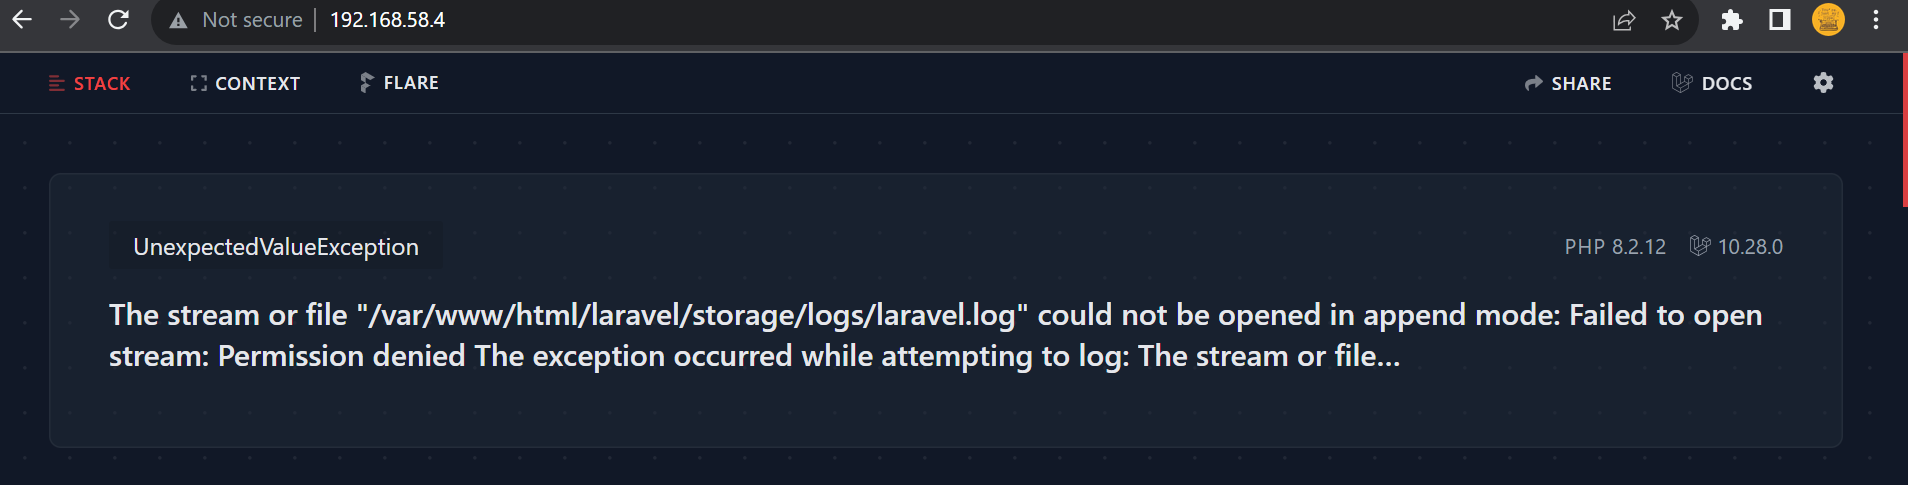 Not secure 192.168.58.4
STACK CONTEXT FLARE SHARE DOCS
UnexpectedValueException PHP 8.2.12 10.28.0
The stream or file "/var/www/html/laravel/storage/logs/laravel.log" could not be opened in append mode: Failed to open
stream: Permission denied The exception occurred while attempting to log: The stream or file...